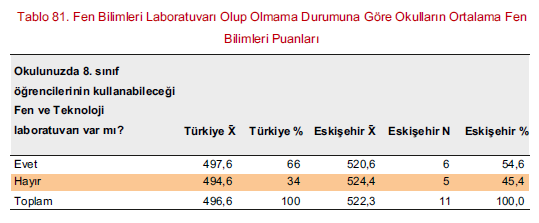 Tablo 81. Fen Bilimleri Laboratuvarı Olup Olmama Durumuna Göre Okulların Ortalama Fen
Bilimleri Puanları
Okulunuzda 8. sınıf
öğrencilerinin kullanabileceği
Fen ve Teknoloji
laboratuvarı var mı? Türkiye X̄ Türkiye % Eskişehir X̄ Eskişehir N Eskişehir %
Evet 497,6 66 520,6 6 54,6
Hayır 494,6 34 524,4 5 45,4
Toplam 496,6 100 522,3 11 100,0